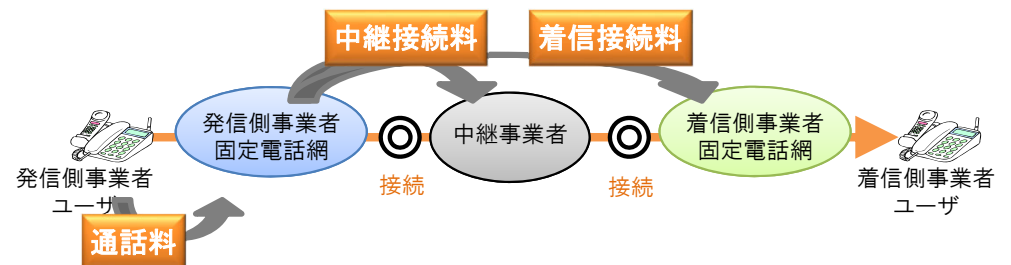 中継接続料
着信接続料
発信側事業者
固定電話網
中継事業者
着信側事業者
固定電話網
発信側事業者
ユーザ
接続
接続
着信側事業者
ユーザ
通話料